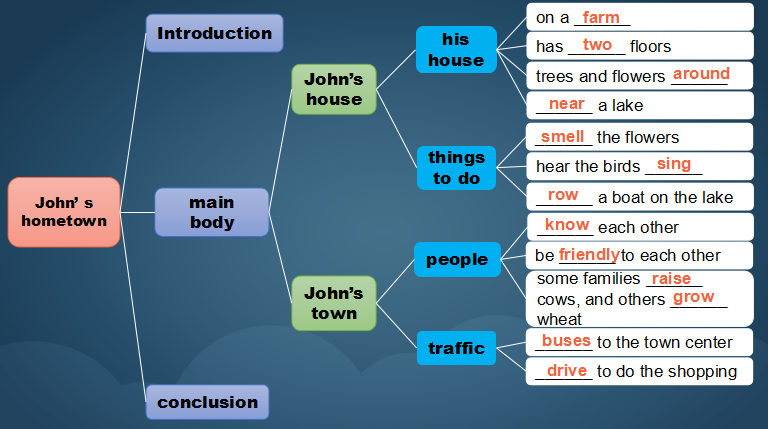 Introduction
his
house
on a farm
has two floors
trees and flowers around
near a lake
John's
house
things
to do
smell the flowers
hear the birds sing
row a boat on the lake
John' s
hometown
main
body
people
know each other
be friendly to each other
some families raise
cows, and others grow
wheat
John's
town
traffic
buses to the town center
drive to do the shopping
conclusion